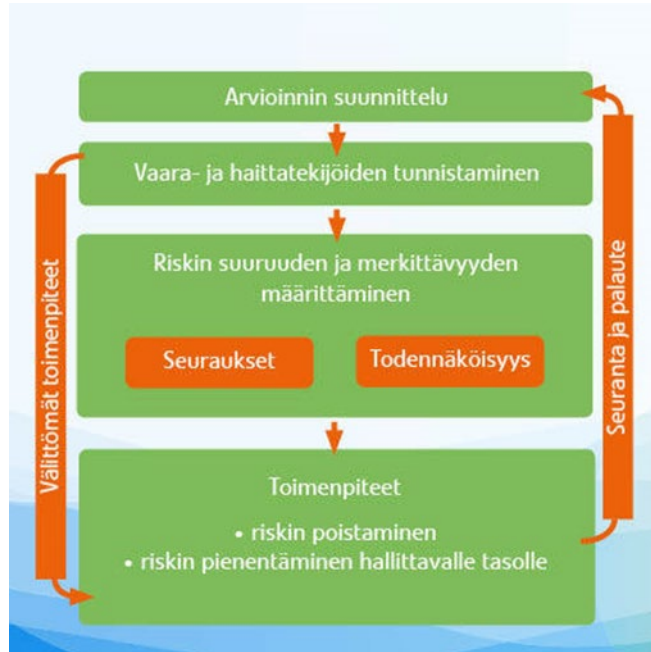 Arvioinnin suunnittelu
Vaara- ja haittatekijöiden tunnistaminen
Riskin suuruuden ja merkittävyyden
määrittäminen
Seuraukset
Todennäköisyys
Toimenpiteet
• riskin poistaminen
• riskin pienentäminen hallittavalle tasolle
Välittömät toimenpiteet
Seuranta ja palaute